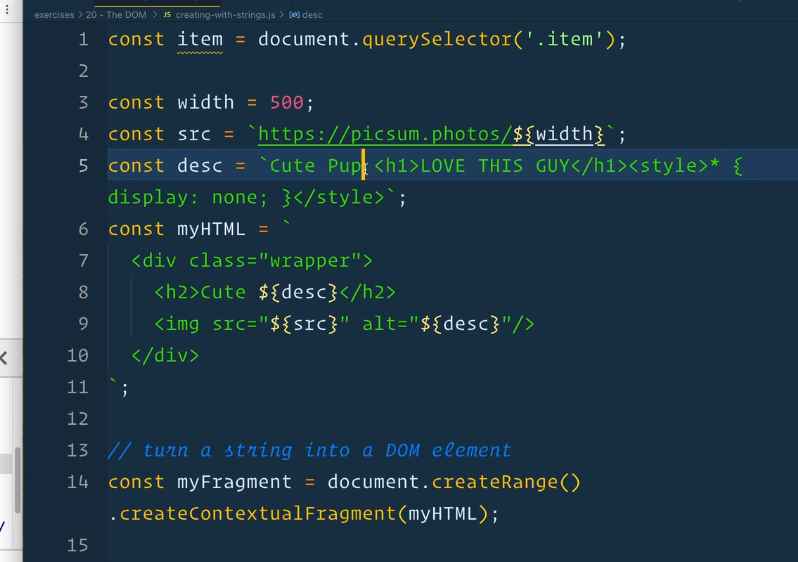 exercises > 20 - The DOM > JS creating-with-strings.js > desc
1 const item = document.querySelector('.item');
2
3 const width = 500;
4 const src = `https://picsum.photos/${width}`;
5 const desc = `Cute Pup <h1>LOVE THIS GUY</h1><style>* {
display: none; }</style>`;
6 const myHTML = `
7 <div class="wrapper">
8 <h2>Cute ${desc}</h2>
9 <img src="${src}" alt="${desc}"/>
10 </div>
11 `;
12
13 // turn a string into a DOM element
14 const myFragment = document.createRange()
.createContextualFragment(myHTML);
15